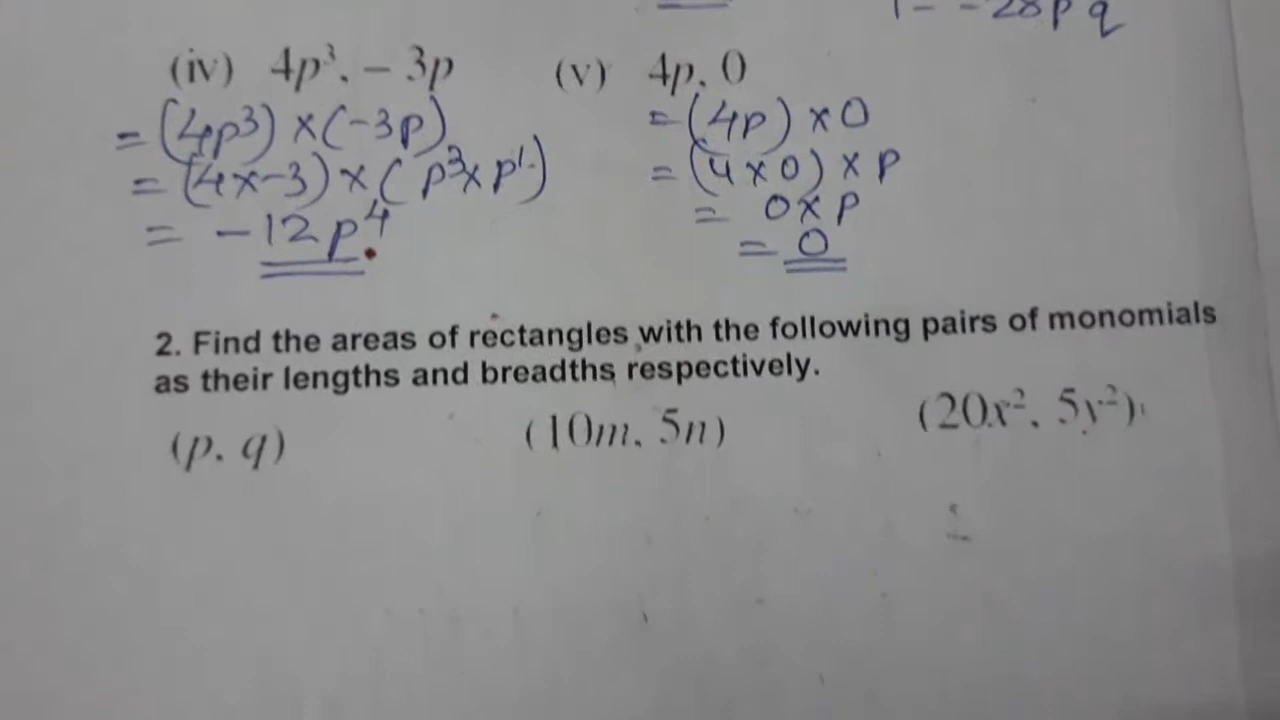 - 28p q
(iv) 4p³, – 3p (v) 4p, 0
= (4p³) × (-3p) = (4p) × 0
= (4×-3) × (p³× p¹) = (4 × 0) × p
= -12p⁴ = 0 × p
= 0
2. Find the areas of rectangles with the following pairs of monomials
as their lengths and breadths respectively.
(p, q) (10m, 5n) (20x², 5y²)